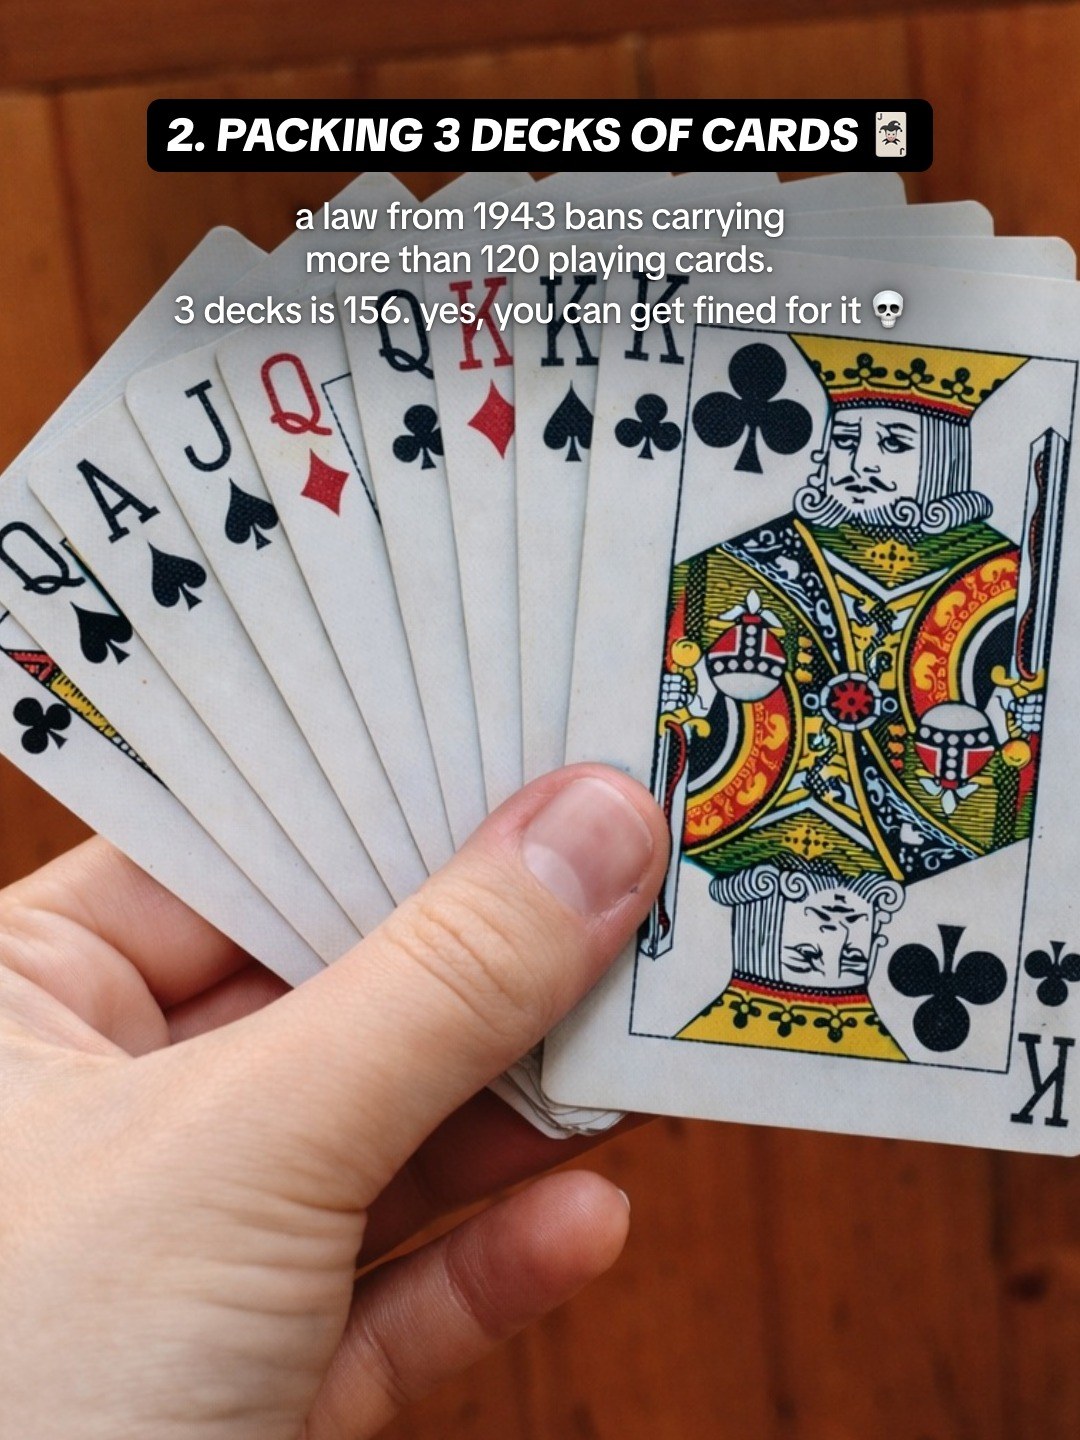 2. PACKING 3 DECKS OF CARDS 🃏
a law from 1943 bans carrying
more than 120 playing cards.
3 decks is 156. yes, you can get fined for it 💀
Q
A
J
Q
Q
K
K
K
K